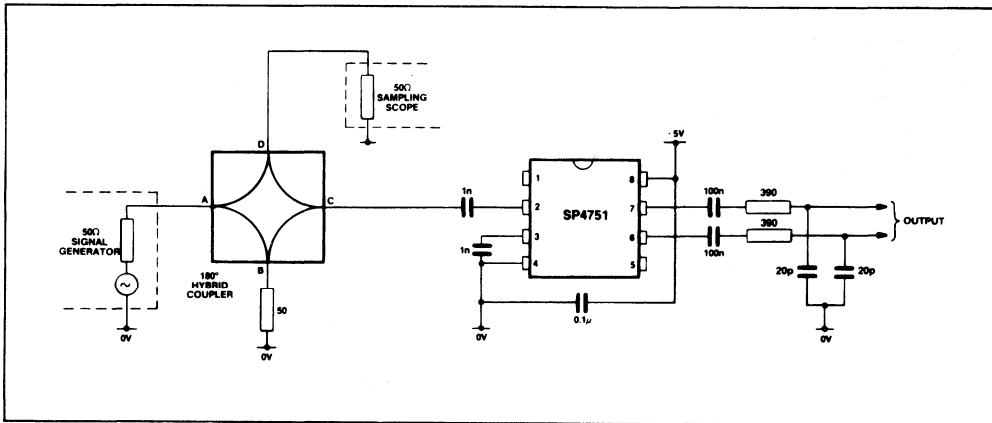 50Ω
SAMPLING
SCOPE
D
A
C
B
50Ω
SIGNAL
GENERATOR
180°
HYBRID
COUPLER
50
0V
0V
1n
1n
1
2
3
4
SP4751
8
7
6
5
- 5V
100n
100n
390
390
OUTPUT
20p
20p
0.1μ
0V
0V